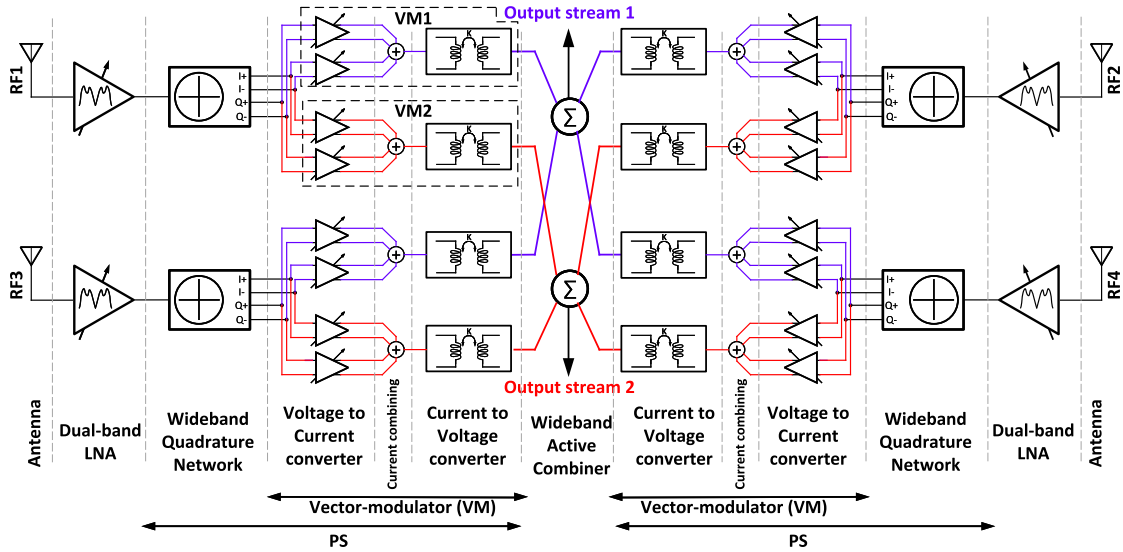 Output stream 1
VM1
K
K
RF1
RF2
I+
I-
Q+
Q-
I+
I-
Q+
Q-
Σ
VM2
K
K
K
K
RF3
RF4
I+
I-
Q+
Q-
I+
I-
Q+
Q-
Σ
K
K
Output stream 2
Antenna
Dual-band
LNA
Wideband
Quadrature
Network
Voltage to
Current
converter
Current combining
Current to
Voltage
converter
Wideband
Active
Combiner
Current to
Voltage
converter
Current combining
Voltage to
Current
converter
Wideband
Quadrature
Network
Dual-band
LNA
Antenna
Vector-modulator (VM)
Vector-modulator (VM)
PS
PS